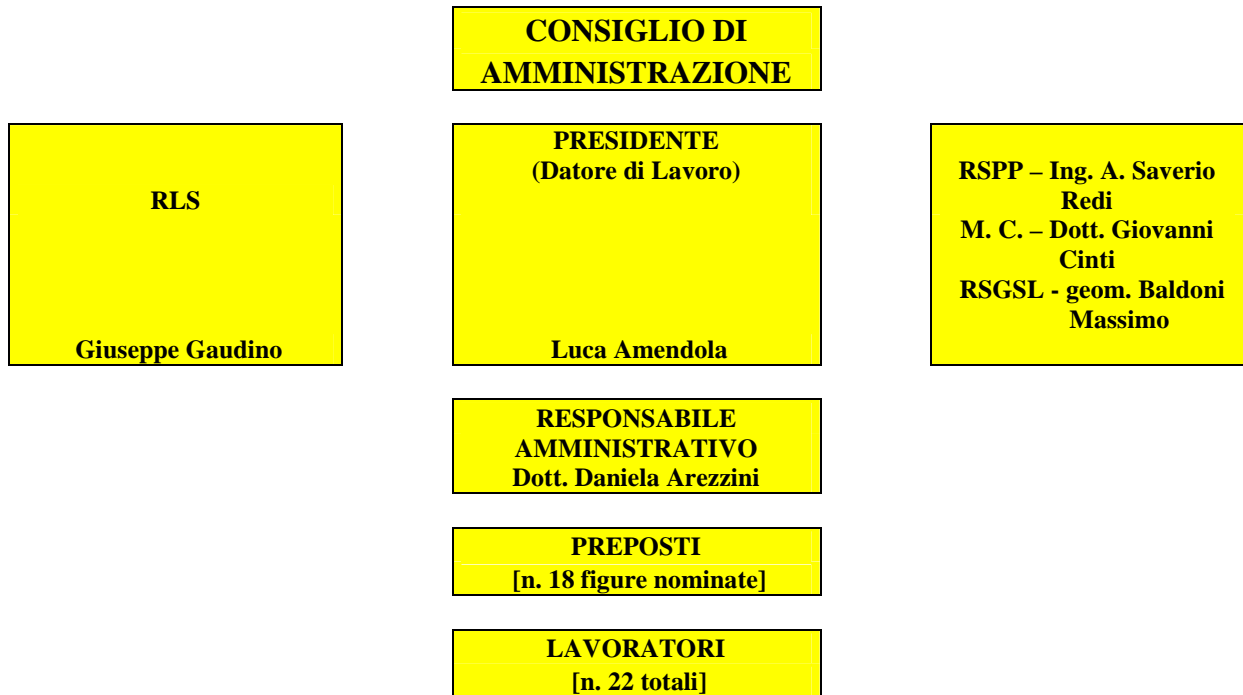 CONSIGLIO DI
AMMINISTRAZIONE
RLS
Giuseppe Gaudino
PRESIDENTE
(Datore di Lavoro)
Luca Amendola
RSPP – Ing. A. Saverio
Redi
M. C. – Dott. Giovanni
Cinti
RSGSL - geom. Baldoni
Massimo
RESPONSABILE
AMMINISTRATIVO
Dott. Daniela Arezzini
PREPOSTI
[n. 18 figure nominate]
LAVORATORI
[n. 22 totali]